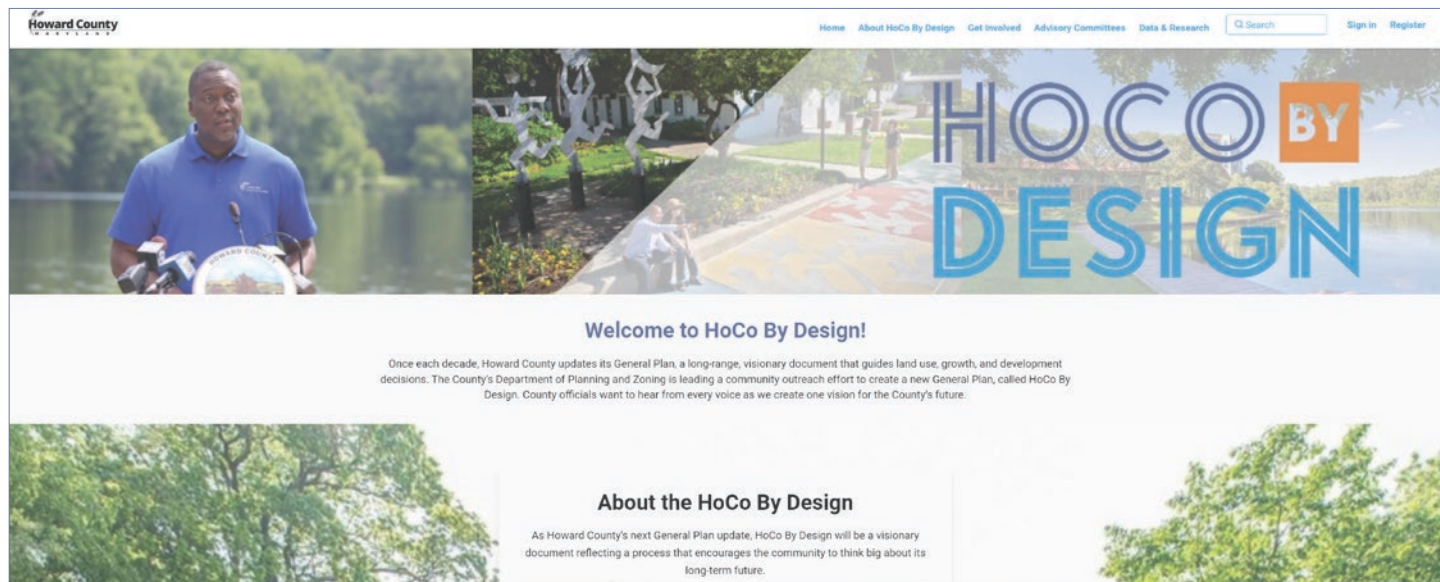 Howard County
MARYLAND
Home About HoCo By Design Get Involved Advisory Committees Data & Research Search Sign in Register
HOWARD COUNTY
HOCO BY
DESIGN
Welcome to HoCo By Design!
Once each decade, Howard County updates its General Plan, a long-range, visionary document that guides land use, growth, and development
decisions. The County's Department of Planning and Zoning is leading a community outreach effort to create a new General Plan, called HoCo By
Design. County officials want to hear from every voice as we create one vision for the County's future.
About the HoCo By Design
As Howard County's next General Plan update, HoCo By Design will be a visionary
document reflecting a process that encourages the community to think big about its
long-term future.